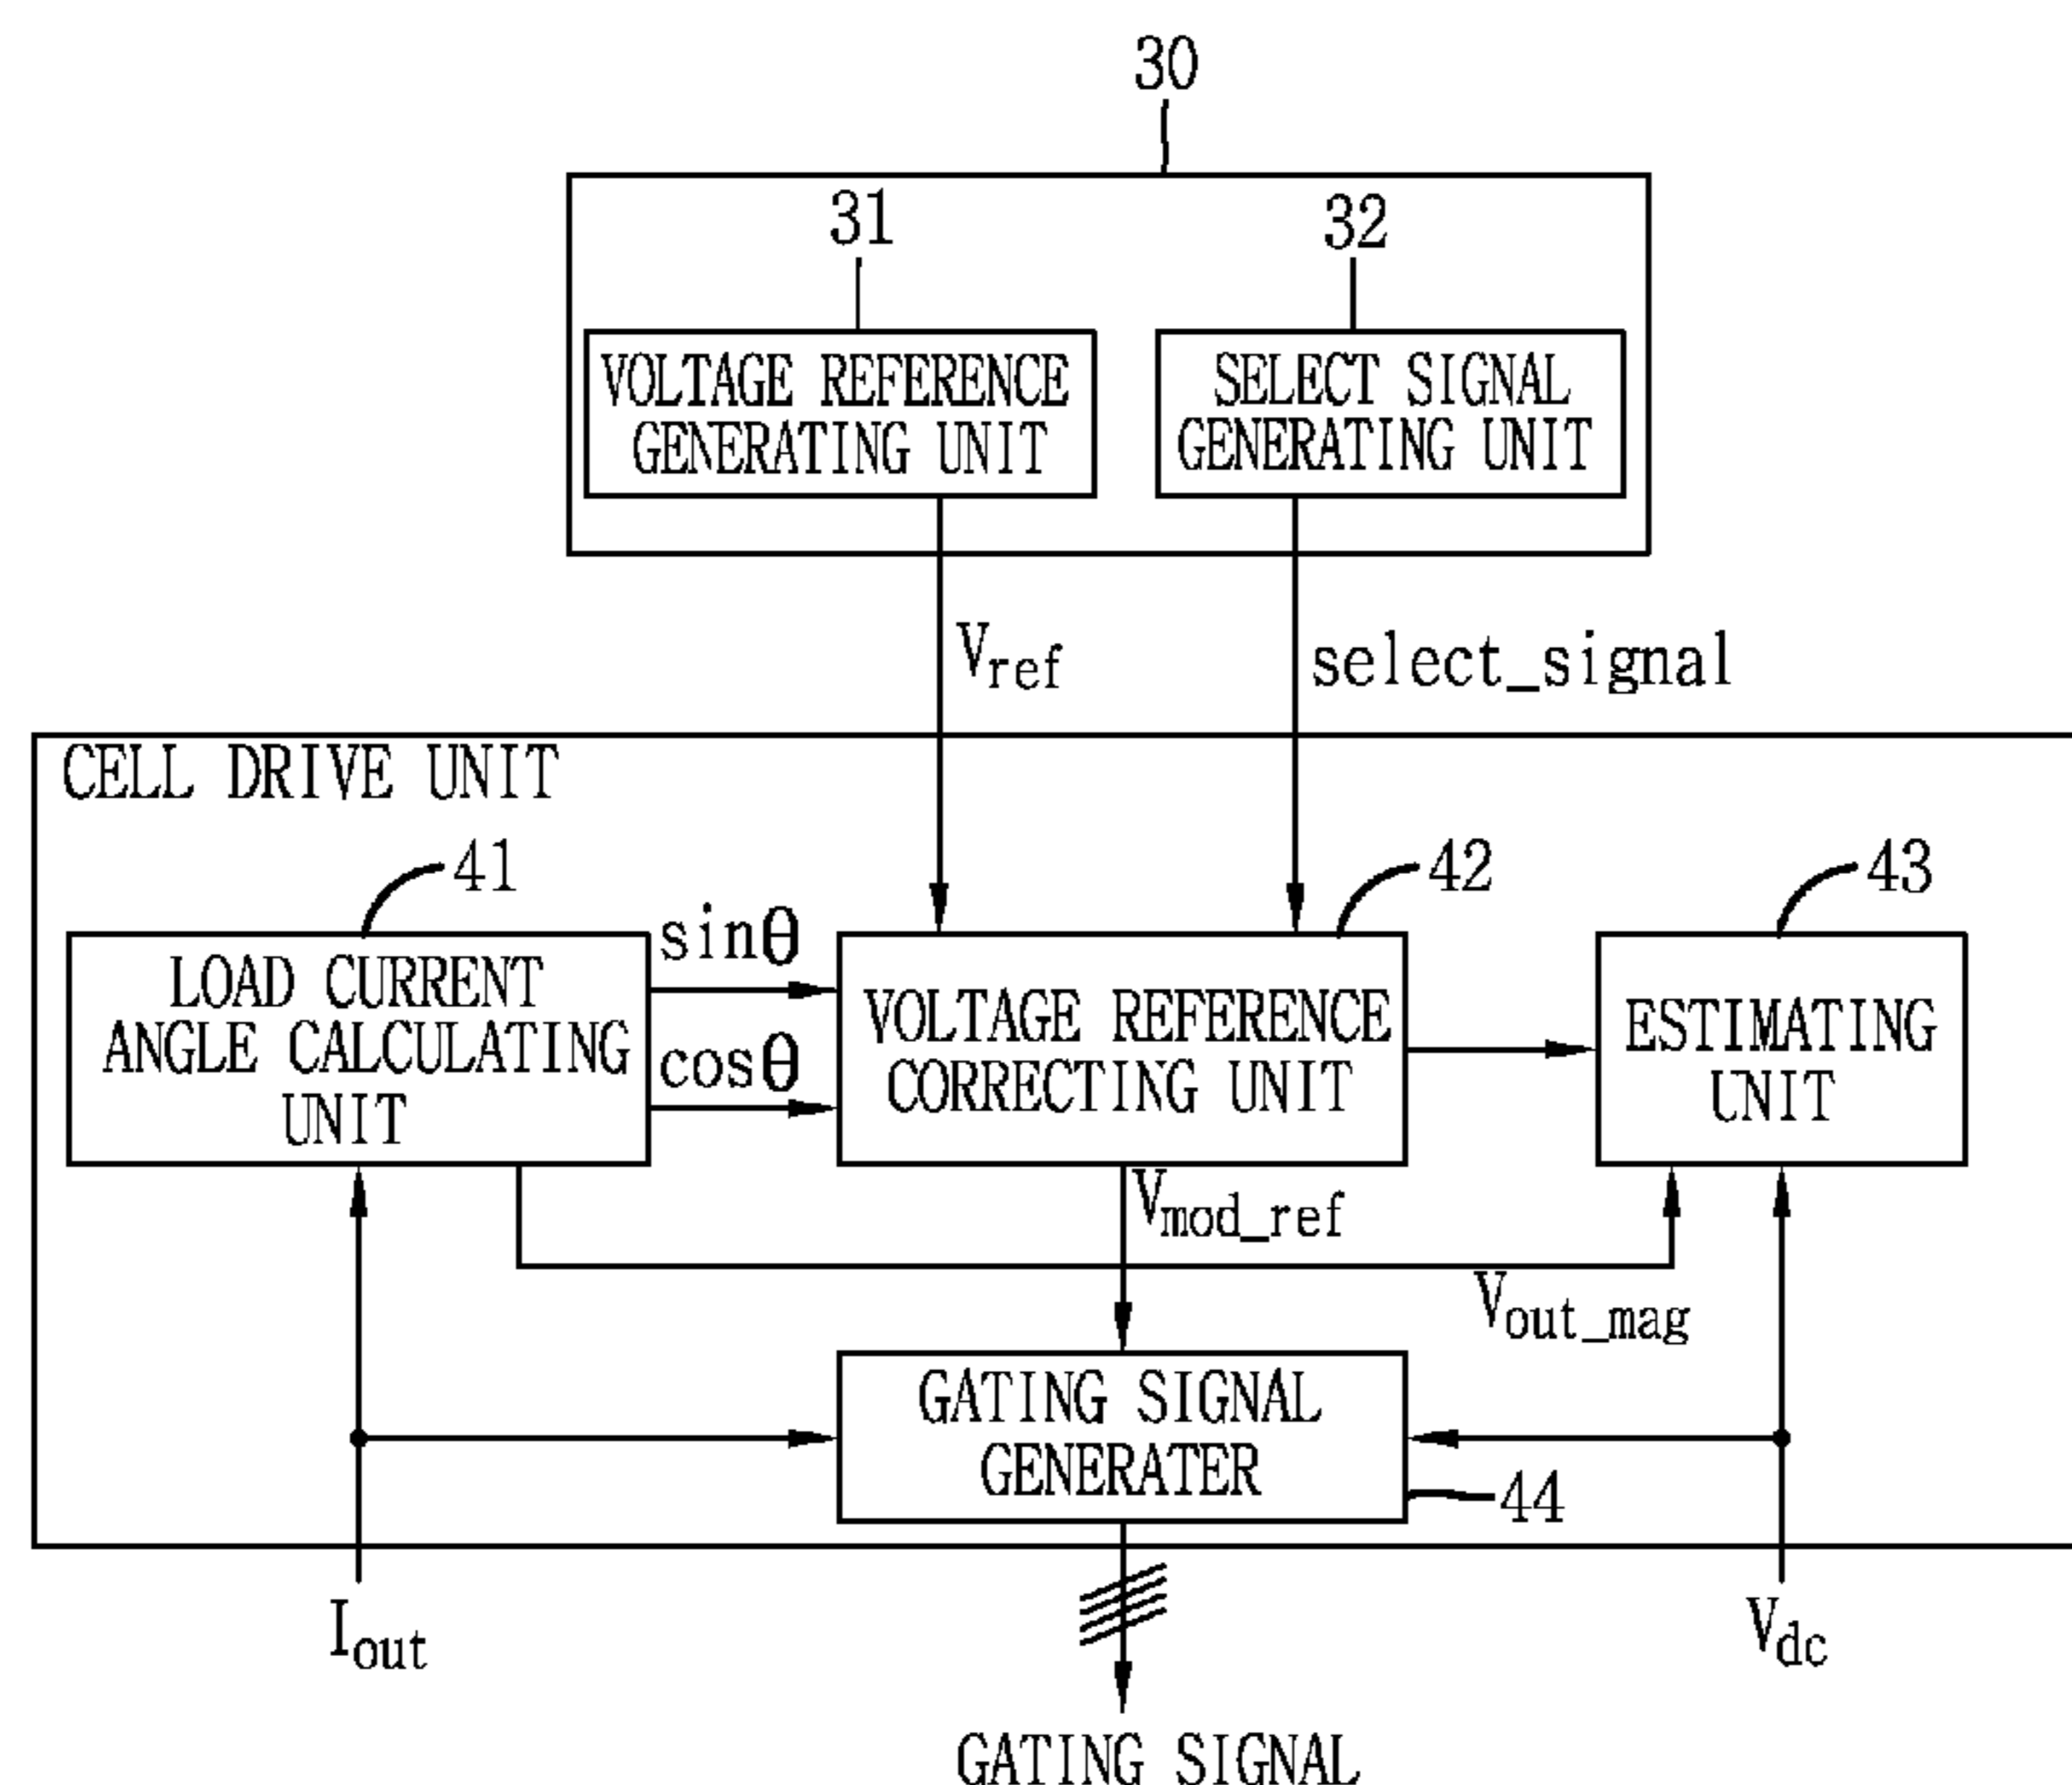 30
31
32
VOLTAGE REFERENCE
GENERATING UNIT
SELECT SIGNAL
GENERATING UNIT
Vref
select_signal
CELL DRIVE UNIT
41
42
43
LOAD CURRENT
ANGLE CALCULATING
UNIT
sinθ
cosθ
VOLTAGE REFERENCE
CORRECTING UNIT
ESTIMATING
UNIT
Vmod_ref
Vout_mag
GATING SIGNAL
GENERATER
44
Iout
Vdc
GATING SIGNAL